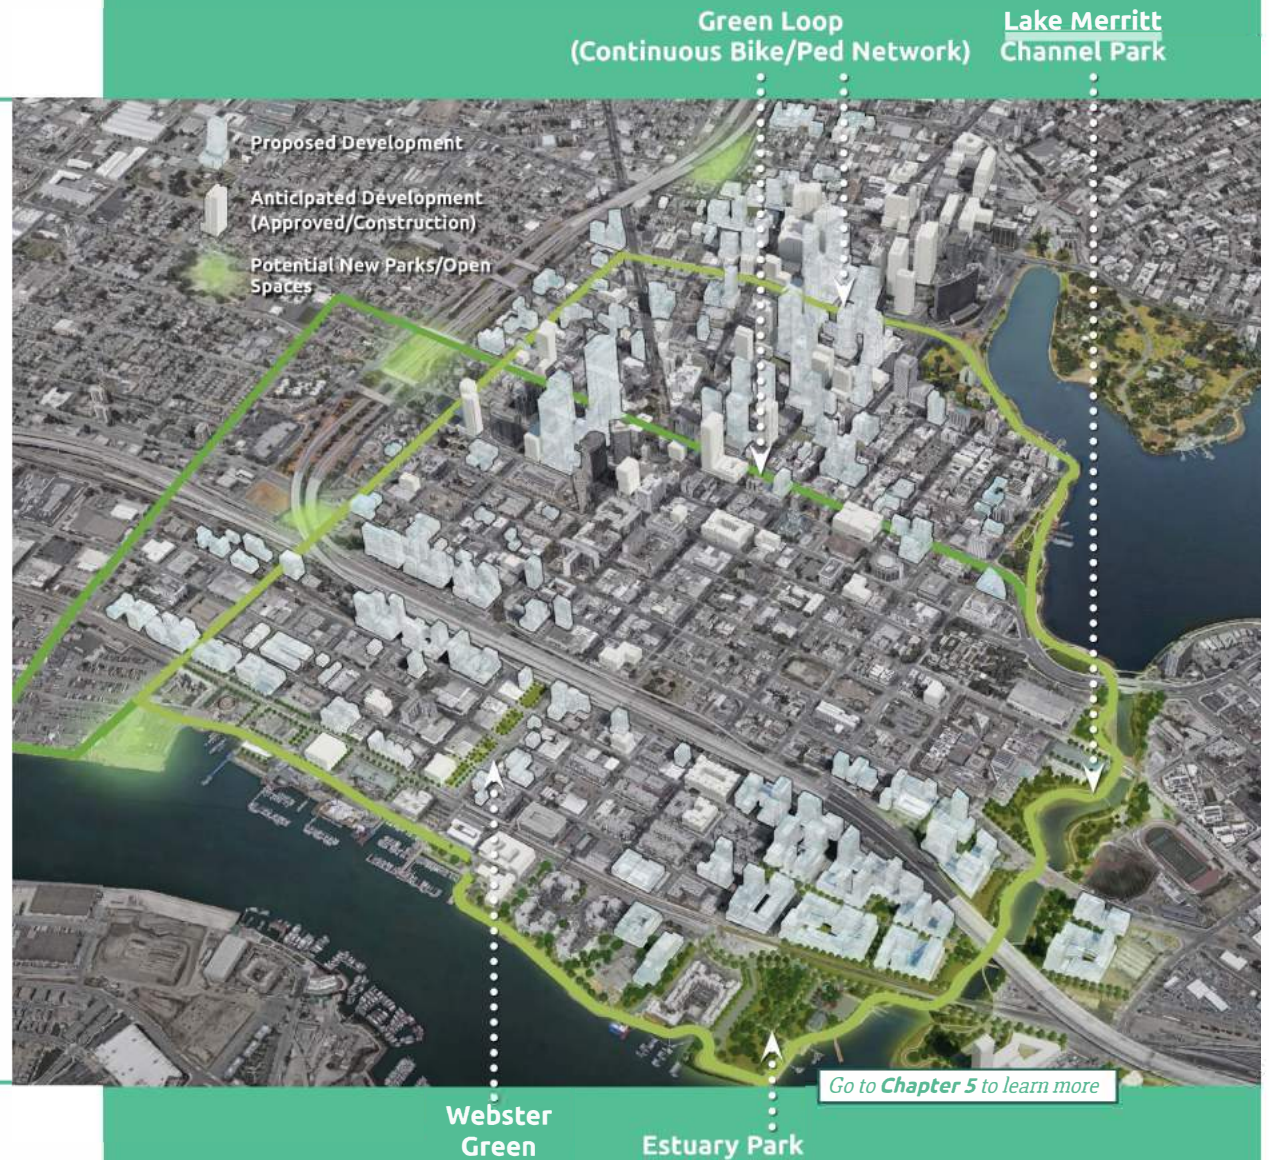 Green Loop
(Continuous Bike/Ped Network)
Lake Merritt
Channel Park
Proposed Development
Anticipated Development
(Approved/Construction)
Potential New Parks/Open
Spaces
Go to Chapter 5 to learn more
Webster
Green
Estuary Park